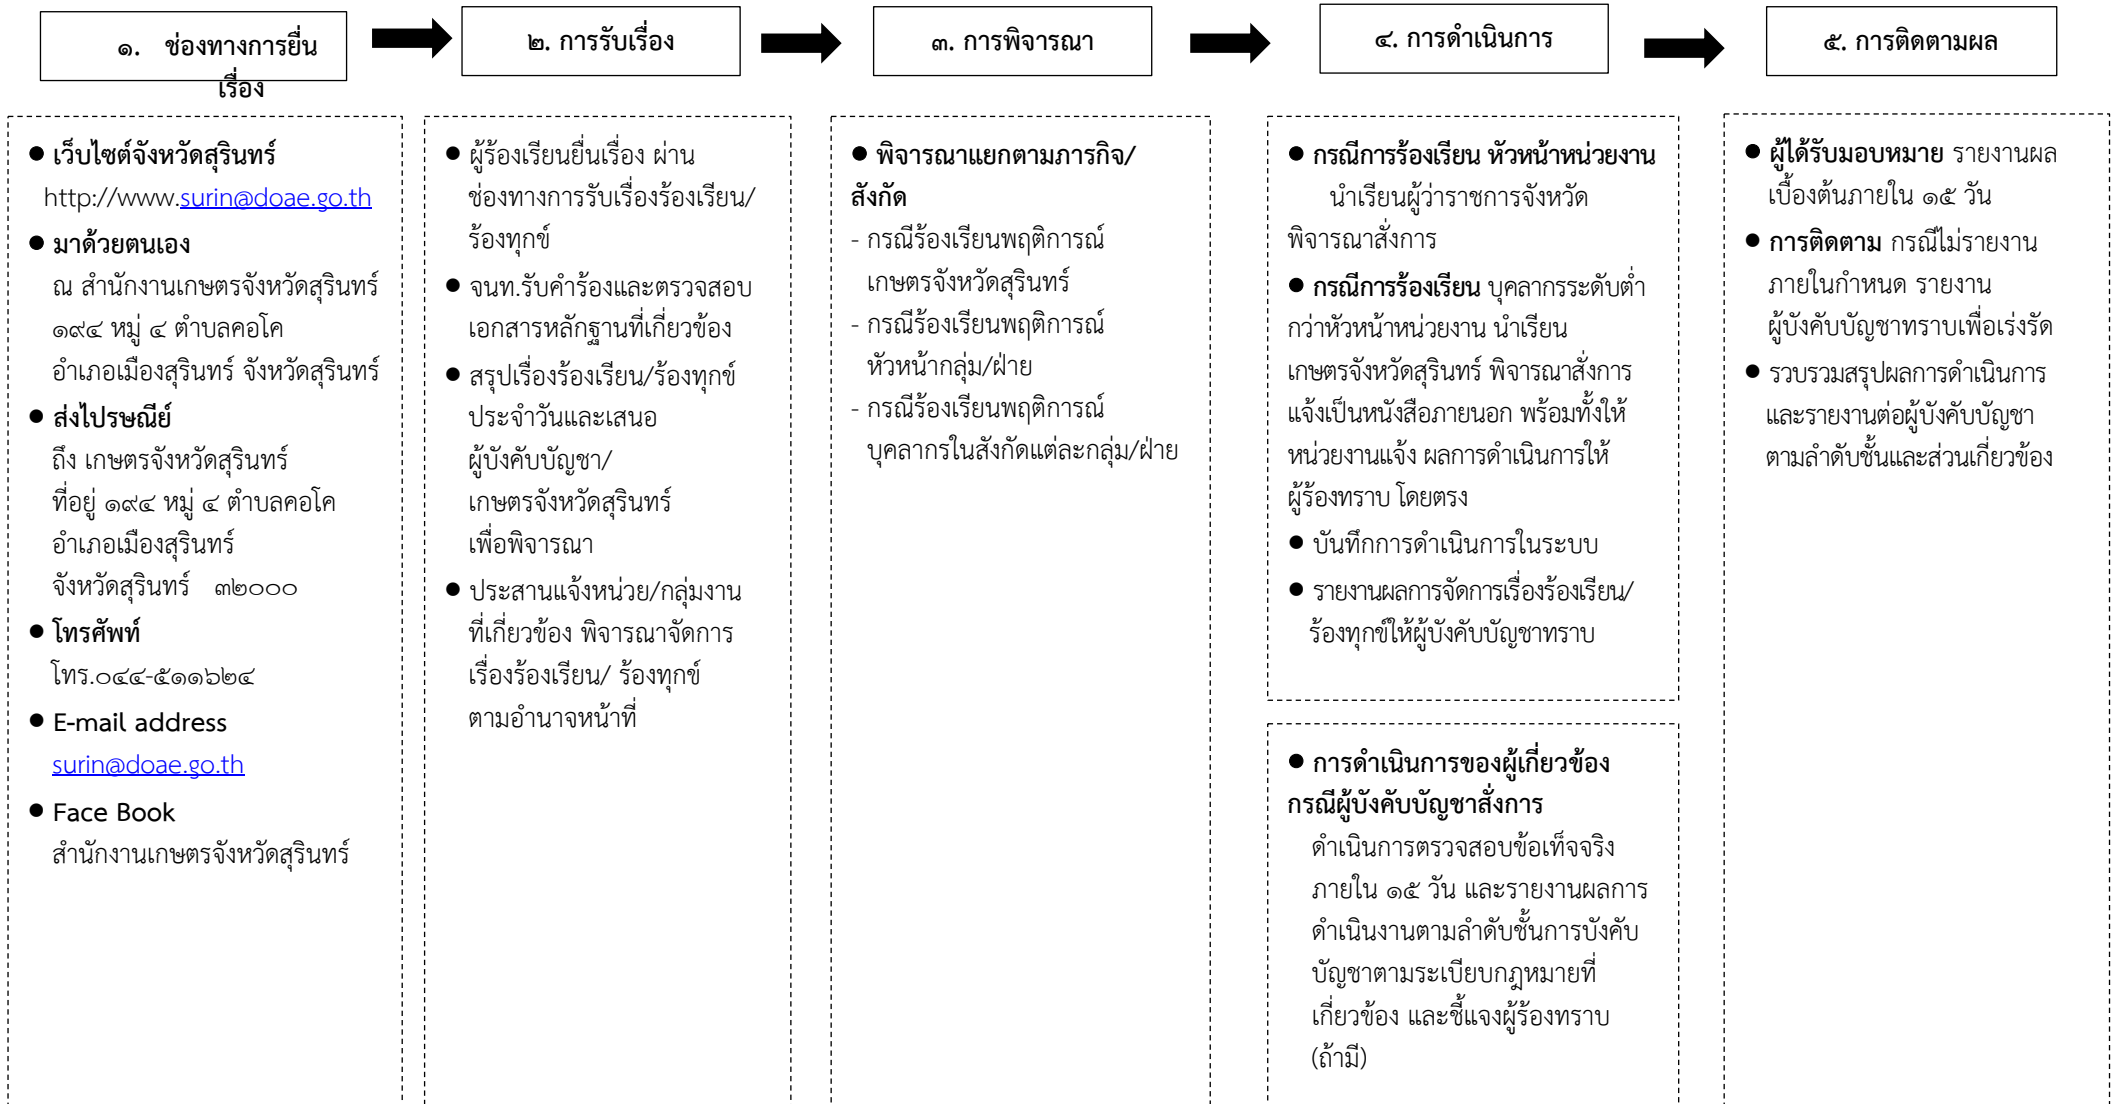 ๑. ช่องทางการยื่น
เรื่อง
๒. การรับเรื่อง
๓. การพิจารณา
๔. การดำเนินการ
๕. การติดตามผล
● เว็บไซต์จังหวัดสุรินทร์
http://www.surin@doae.go.th
● มาด้วยตนเอง
ณ สำนักงานเกษตรจังหวัดสุรินทร์
๑๙๔ หมู่ ๔ ตำบลคอโค
อำเภอเมืองสุรินทร์ จังหวัดสุรินทร์
● ส่งไปรษณีย์
ถึง เกษตรจังหวัดสุรินทร์
ที่อยู่ ๑๙๔ หมู่ ๔ ตำบลคอโค
อำเภอเมืองสุรินทร์
จังหวัดสุรินทร์ ๓๒๐๐๐
● โทรศัพท์
โทร.๐๔๔-๕๑๑๖๒๔
● E-mail address
surin@doae.go.th
● Face Book
สำนักงานเกษตรจังหวัดสุรินทร์
● ผู้ร้องเรียนยื่นเรื่อง ผ่าน
ช่องทางการรับเรื่องร้องเรียน/
ร้องทุกข์
● จนท.รับคำร้องและตรวจสอบ
เอกสารหลักฐานที่เกี่ยวข้อง
● สรุปเรื่องร้องเรียน/ร้องทุกข์
ประจำวันและเสนอ
ผู้บังคับบัญชา/
เกษตรจังหวัดสุรินทร์
เพื่อพิจารณา
● ประสานแจ้งหน่วย/กลุ่มงาน
ที่เกี่ยวข้อง พิจารณาจัดการ
เรื่องร้องเรียน/ ร้องทุกข์
ตามอำนาจหน้าที่
● พิจารณาแยกตามภารกิจ/
สังกัด
- กรณีร้องเรียนพฤติการณ์
เกษตรจังหวัดสุรินทร์
- กรณีร้องเรียนพฤติการณ์
หัวหน้ากลุ่ม/ฝ่าย
- กรณีร้องเรียนพฤติการณ์
บุคลากรในสังกัดแต่ละกลุ่ม/ฝ่าย
● กรณีการร้องเรียน หัวหน้าหน่วยงาน
นำเรียนผู้ว่าราชการจังหวัด
พิจารณาสั่งการ
● กรณีการร้องเรียน บุคลากรระดับต่ำ
กว่าหัวหน้าหน่วยงาน นำเรียน
เกษตรจังหวัดสุรินทร์ พิจารณาสั่งการ
แจ้งเป็นหนังสือภายนอก พร้อมทั้งให้
หน่วยงานแจ้ง ผลการดำเนินการให้
ผู้ร้องทราบ โดยตรง
● บันทึกการดำเนินการในระบบ
● รายงานผลการจัดการเรื่องร้องเรียน/
ร้องทุกข์ให้ผู้บังคับบัญชาทราบ
● การดำเนินการของผู้เกี่ยวข้อง
กรณีผู้บังคับบัญชาสั่งการ
ดำเนินการตรวจสอบข้อเท็จจริง
ภายใน ๑๕ วัน และรายงานผลการ
ดำเนินงานตามลำดับชั้นการบังคับ
บัญชาตามระเบียบกฎหมายที่
เกี่ยวข้อง และชี้แจงผู้ร้องทราบ
(ถ้ามี)
● ผู้ได้รับมอบหมาย รายงานผล
เบื้องต้นภายใน ๑๕ วัน
● การติดตาม กรณีไม่รายงาน
ภายในกำหนด รายงาน
ผู้บังคับบัญชาทราบเพื่อเร่งรัด
● รวบรวมสรุปผลการดำเนินการ
และรายงานต่อผู้บังคับบัญชา
ตามลำดับชั้นและส่วนเกี่ยวข้อง